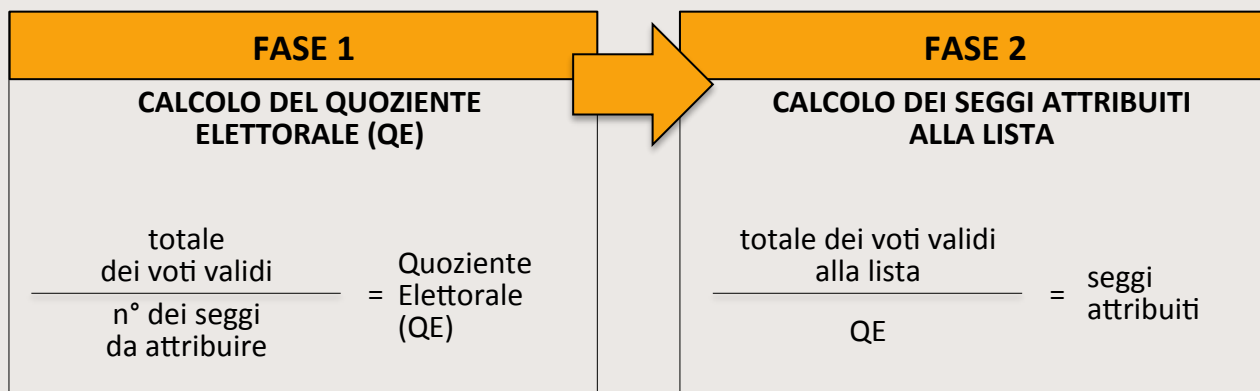 FASE 1
CALCOLO DEL QUOZIENTE
ELETTORALE (QE)
totale
dei voti validi
n° dei seggi
da attribuire
=
Quoziente
Elettorale
(QE)
FASE 2
CALCOLO DEI SEGGI ATTRIBUITI
ALLA LISTA
totale dei voti validi
alla lista
QE
=
seggi
attribuiti